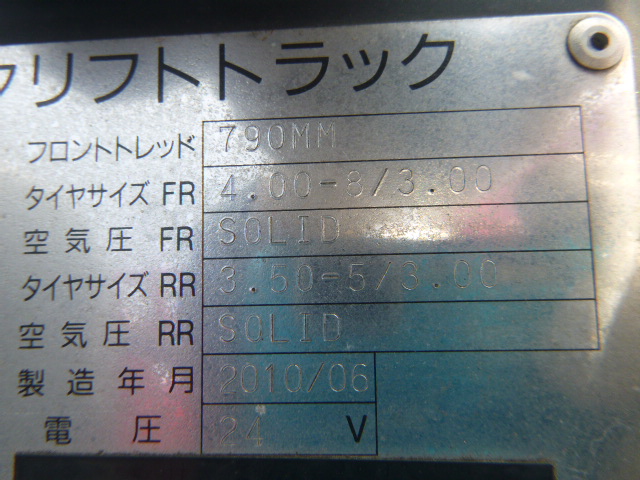 クリフトトラック
フロントトレッド 790MM
タイヤサイズ FR 4.00-8/3.00
空気圧 FR SOLID
タイヤサイズ RR 3.50-5/3.00
空気圧 RR SOLID
製造年月 2010/06
電圧 24 V